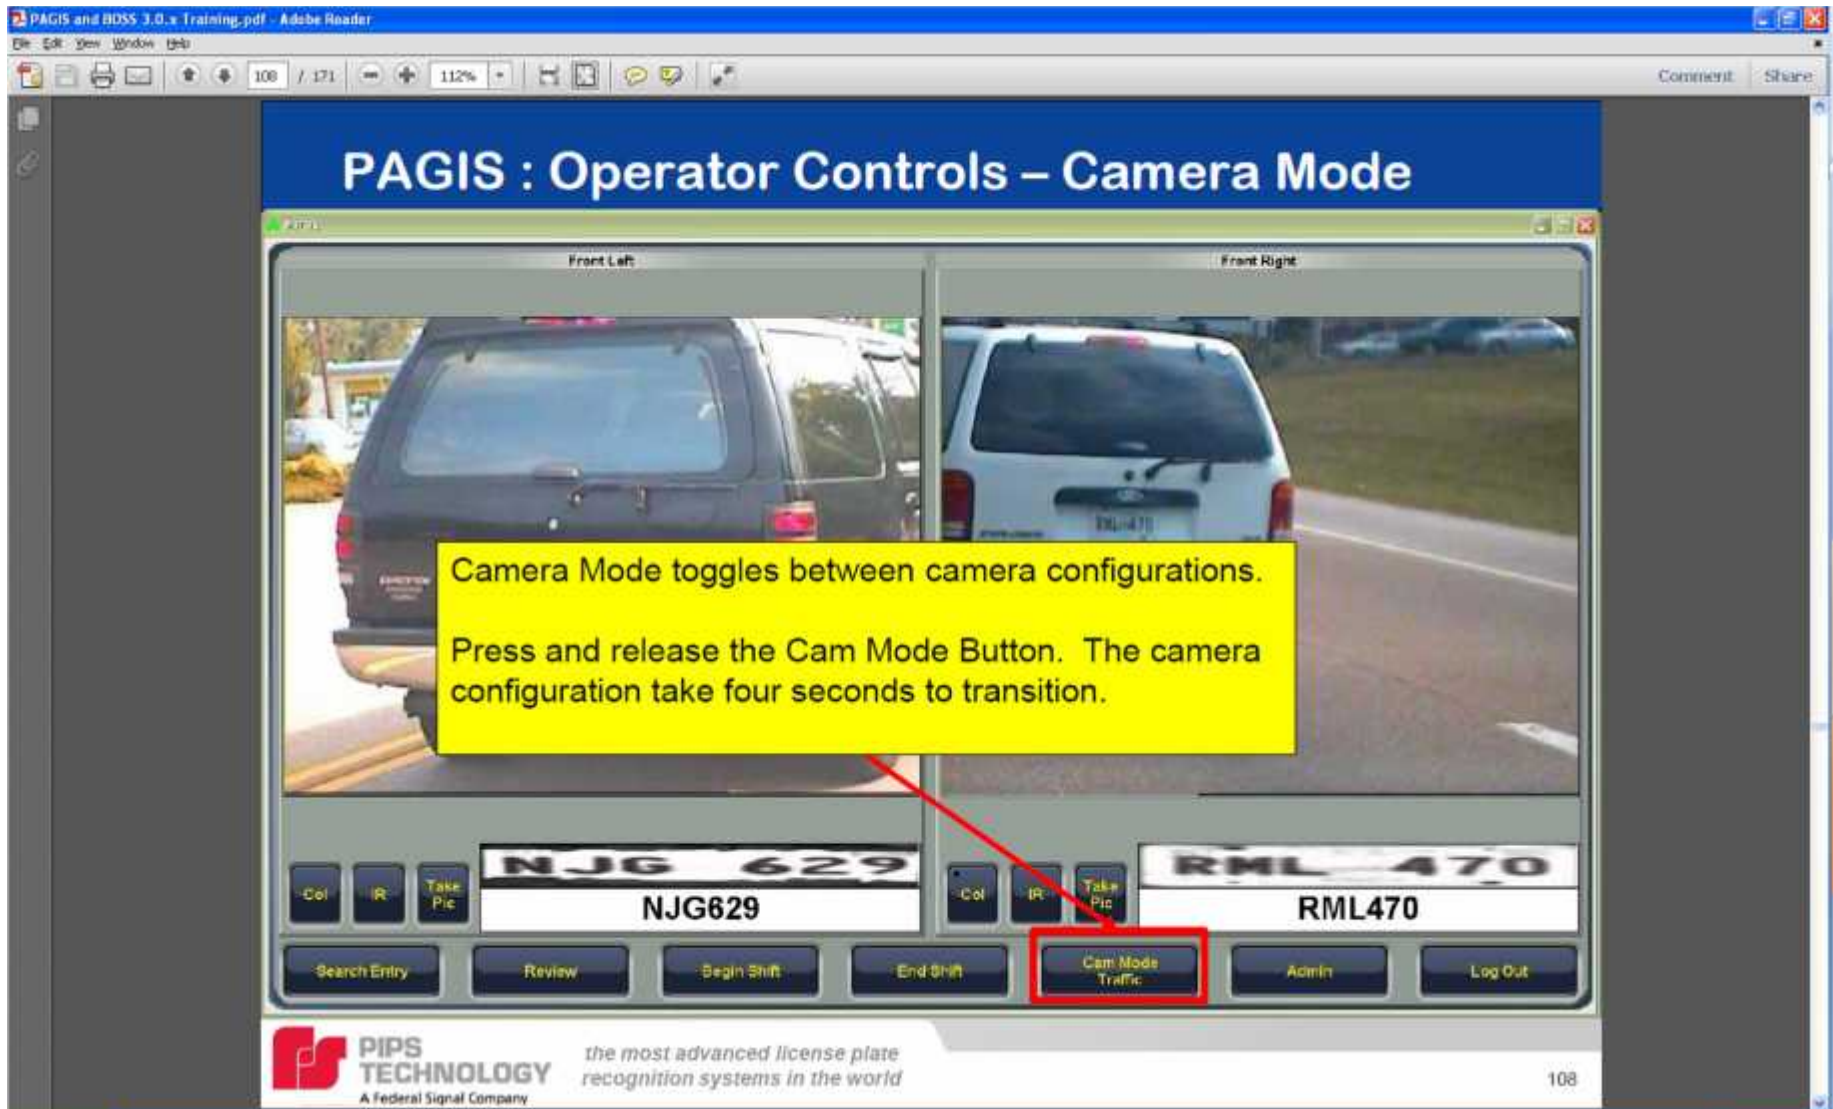 PAGIS and BOSS 3.0.x Training.pdf - Adobe Reader
File Edit View Window Help
108 / 171 112% Comment Share
PAGIS : Operator Controls – Camera Mode
Front Left Front Right
RML-470
Camera Mode toggles between camera configurations.
Press and release the Cam Mode Button. The camera
configuration take four seconds to transition.
NJG 629 RML 470
Col IR Take Pic NJG629 Col IR Take Pic RML470
Search Entry Review Begin Shift End Shift Cam Mode Traffic Admin Log Out
PIPS
TECHNOLOGY
A Federal Signal Company
the most advanced license plate
recognition systems in the world
108